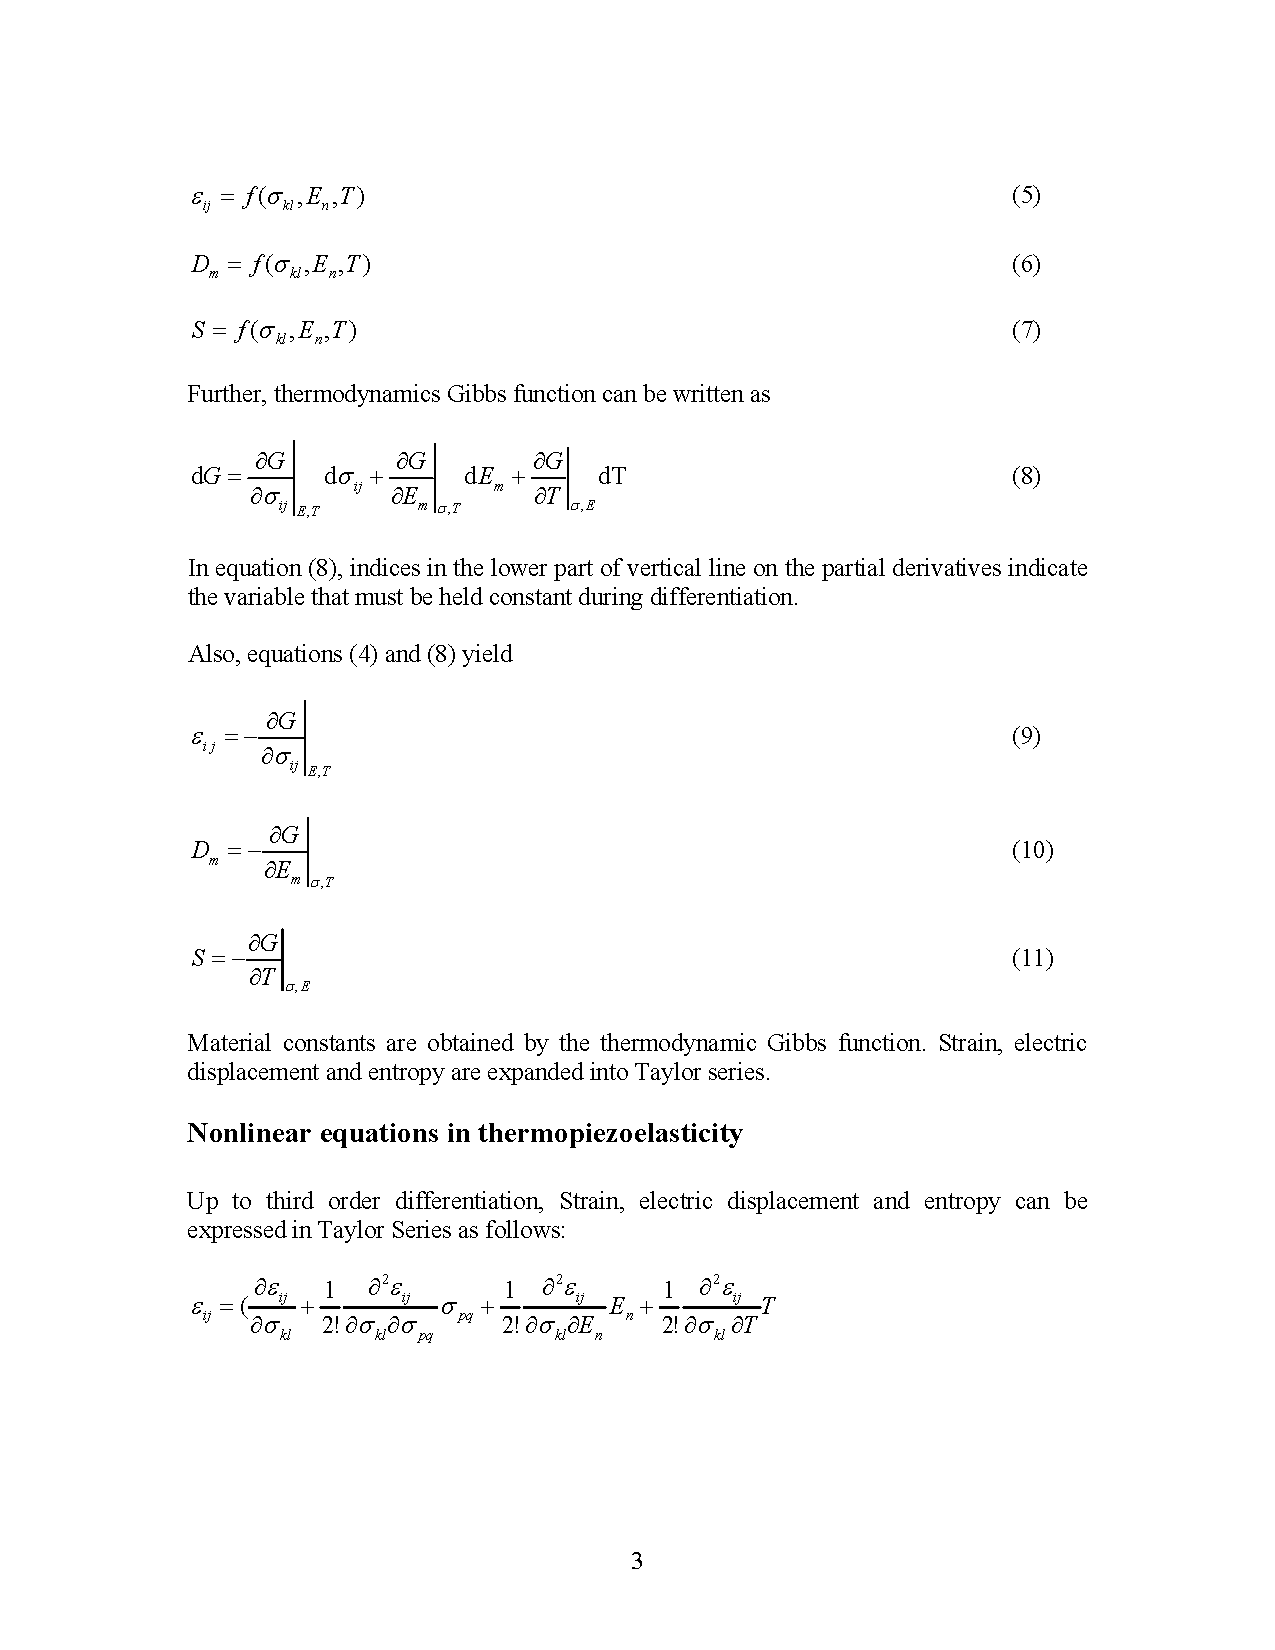 ε_ij = f(σ_kl, E_n, T) (5)
D_m = f(σ_kl, E_n, T) (6)
S = f(σ_kl, E_n, T) (7)
Further, thermodynamics Gibbs function can be written as
dG = ∂G/∂σ_ij |_E,T dσ_ij + ∂G/∂E_m |_σ,T dE_m + ∂G/∂T |_σ,E dT (8)
In equation (8), indices in the lower part of vertical line on the partial derivatives indicate
the variable that must be held constant during differentiation.
Also, equations (4) and (8) yield
ε_ij = −∂G/∂σ_ij |_E,T (9)
D_m = −∂G/∂E_m |_σ,T (10)
S = −∂G/∂T |_σ,E (11)
Material constants are obtained by the thermodynamic Gibbs function. Strain, electric
displacement and entropy are expanded into Taylor series.
Nonlinear equations in thermopiezoelasticity
Up to third order differentiation, Strain, electric displacement and entropy can be
expressed in Taylor Series as follows:
ε_ij = (∂ε_ij/∂σ_kl + 1/2! ∂²ε_ij/∂σ_kl∂σ_pq σ_pq + 1/2! ∂²ε_ij/∂σ_kl∂E_n E_n + 1/2! ∂²ε_ij/∂σ_kl∂T T
3